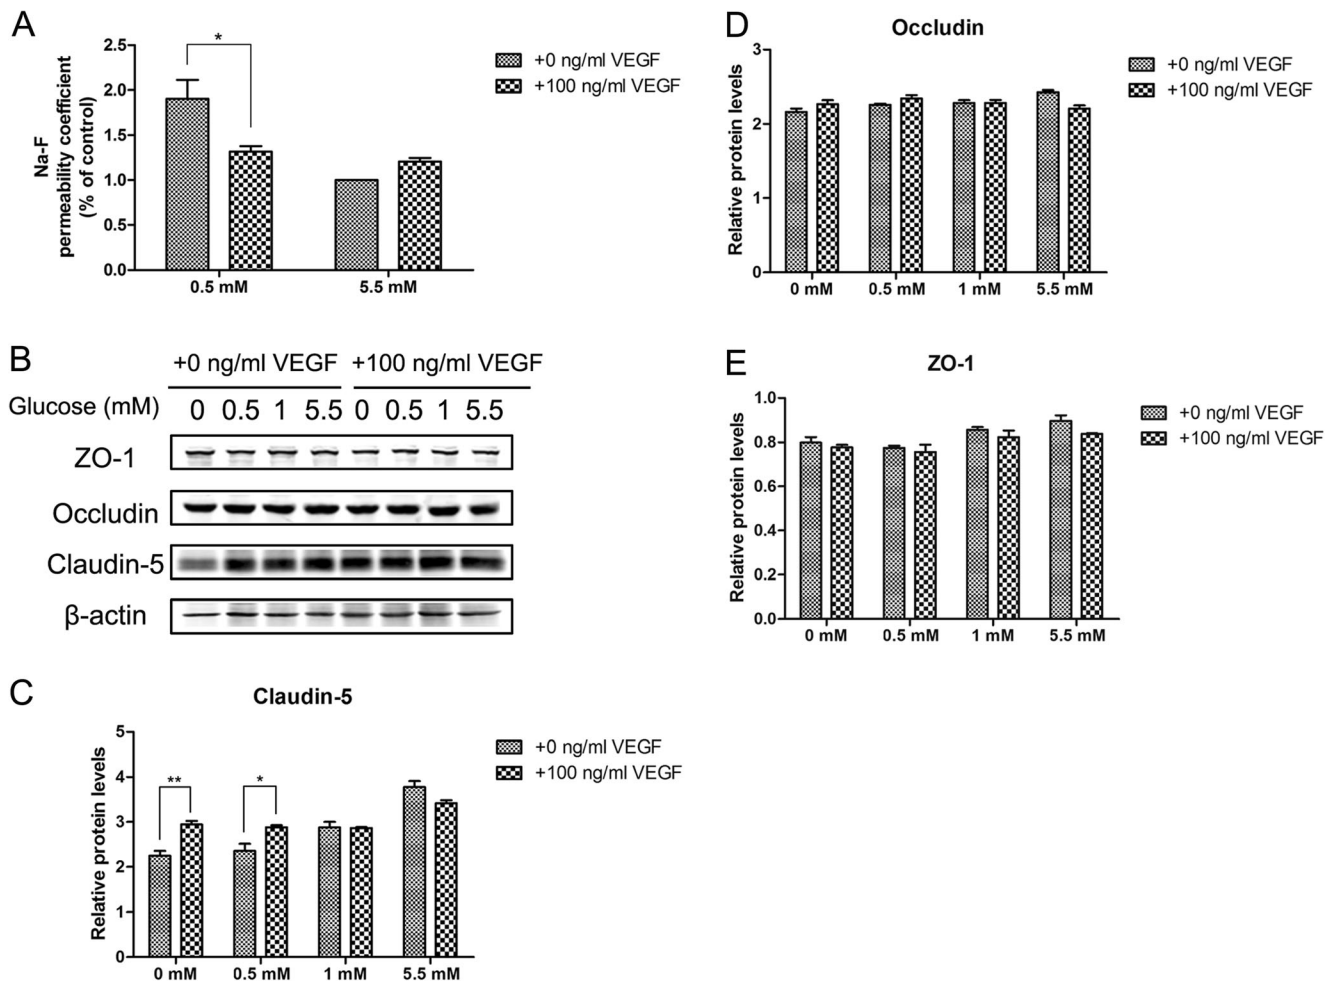 A
Na-F
permeability coefficient
(% of control)
2.5
2.0
1.5
1.0
0.5
0.0
*
0.5 mM
5.5 mM
+0 ng/ml VEGF
+100 ng/ml VEGF
B
+0 ng/ml VEGF +100 ng/ml VEGF
Glucose (mM) 0 0.5 1 5.5 0 0.5 1 5.5
ZO-1
Occludin
Claudin-5
β-actin
C
Claudin-5
Relative protein levels
5
4
3
2
1
0
**
*
0 mM
0.5 mM
1 mM
5.5 mM
+0 ng/ml VEGF
+100 ng/ml VEGF
D
Occludin
Relative protein levels
3
2
1
0
0 mM
0.5 mM
1 mM
5.5 mM
+0 ng/ml VEGF
+100 ng/ml VEGF
E
ZO-1
Relative protein levels
1.0
0.8
0.6
0.4
0.2
0.0
0 mM
0.5 mM
1 mM
5.5 mM
+0 ng/ml VEGF
+100 ng/ml VEGF